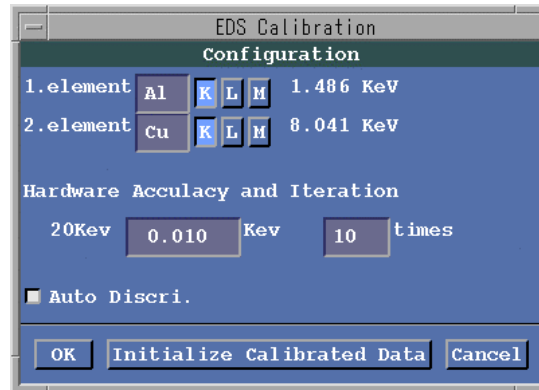 EDS Calibration
Configuration
1.element Al K L M 1.486 KeV
2.element Cu K L M 8.041 KeV
Hardware Acculacy and Iteration
20Kev 0.010 Kev 10 times
Auto Discri.
OK Initialize Calibrated Data Cancel